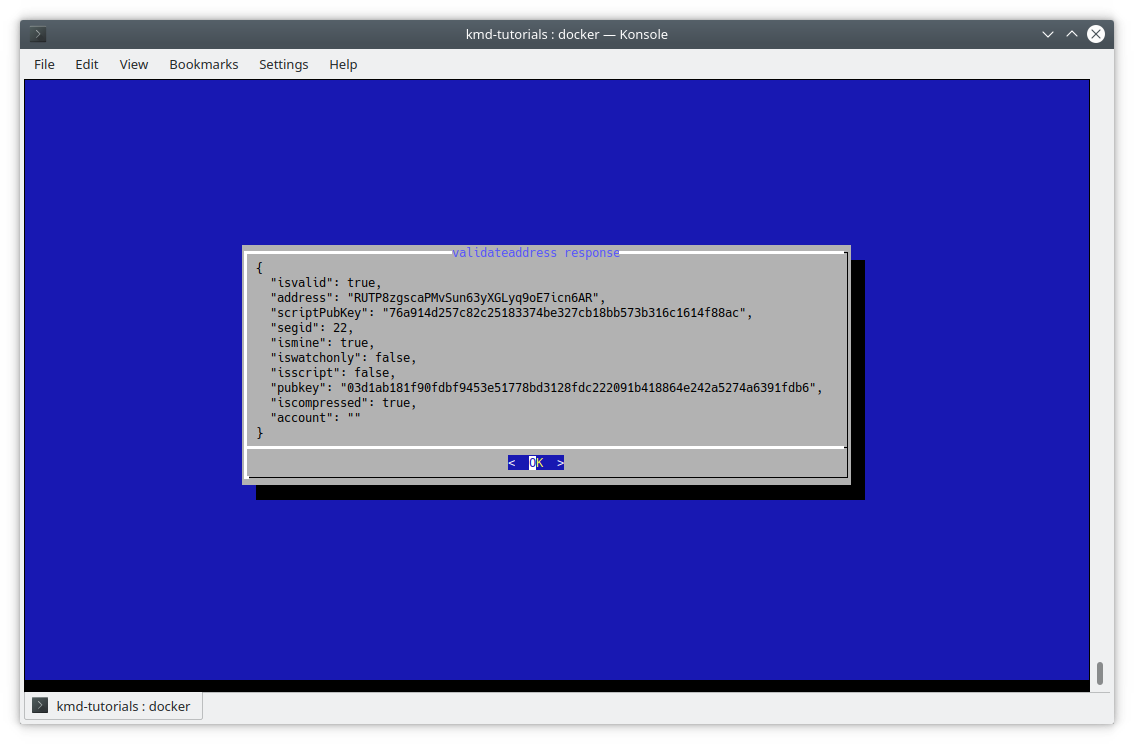 kmd-tutorials : docker — Konsole
File Edit View Bookmarks Settings Help
validateaddress response
{
  "isvalid": true,
  "address": "RUTP8zgscaPMvSun63yXGLyq9oE7icn6AR",
  "scriptPubKey": "76a914d257c82c25183374be327cb18bb573b316c1614f88ac",
  "segid": 22,
  "ismine": true,
  "iswatchonly": false,
  "isscript": false,
  "pubkey": "03d1ab181f90fdbf9453e51778bd3128fdc222091b418864e242a5274a6391fdb6",
  "iscompressed": true,
  "account": ""
}
< OK >
kmd-tutorials : docker